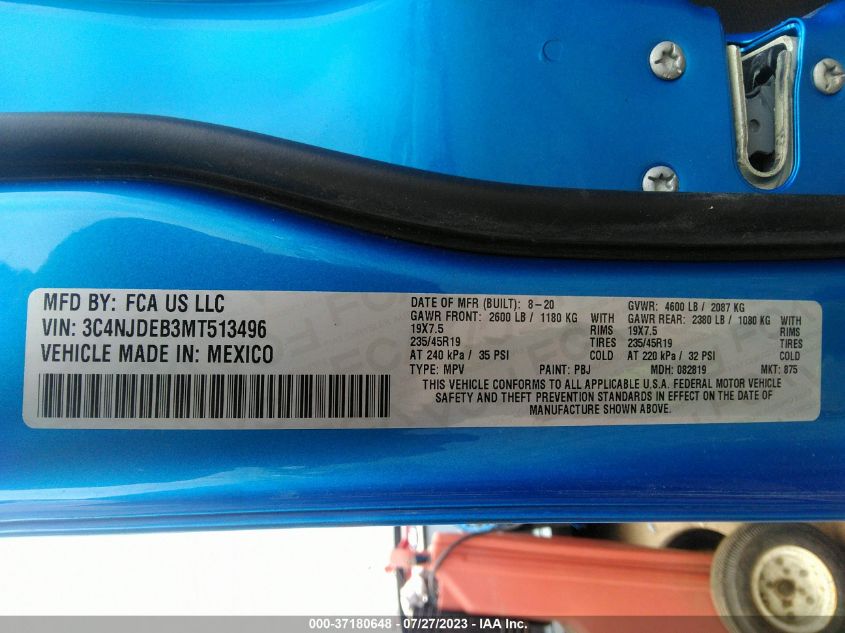 MFD BY: FCA US LLC
VIN: 3C4NJDEB3MT513496
VEHICLE MADE IN: MEXICO
DATE OF MFR (BUILT): 8-20 GVWR: 4600 LB / 2087 KG
GAWR FRONT: 2600 LB / 1180 KG WITH GAWR REAR: 2380 LB / 1080 KG WITH
19X7.5 RIMS 19X7.5 RIMS
235/45R19 TIRES 235/45R19 TIRES
AT 240 kPa / 35 PSI COLD AT 220 kPa / 32 PSI COLD
TYPE: MPV PAINT: PBJ MDH: 082819 MKT: 875
THIS VEHICLE CONFORMS TO ALL APPLICABLE U.S.A. FEDERAL MOTOR VEHICLE
SAFETY AND THEFT PREVENTION STANDARDS IN EFFECT ON THE DATE OF
MANUFACTURE SHOWN ABOVE.
000-37180648 / 07/27/2023 - IAA Inc.